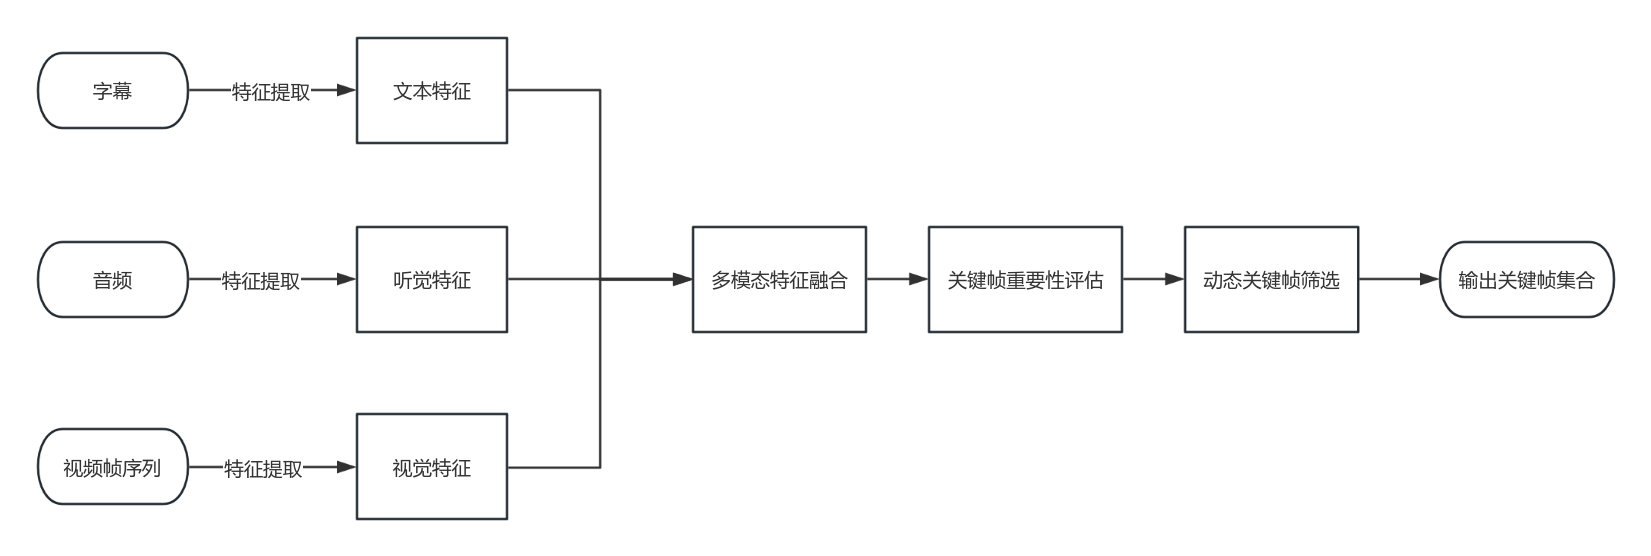 字幕
特征提取
文本特征
音频
特征提取
听觉特征
多模态特征融合
关键帧重要性评估
动态关键帧筛选
输出关键帧集合
视频帧序列
特征提取
视觉特征